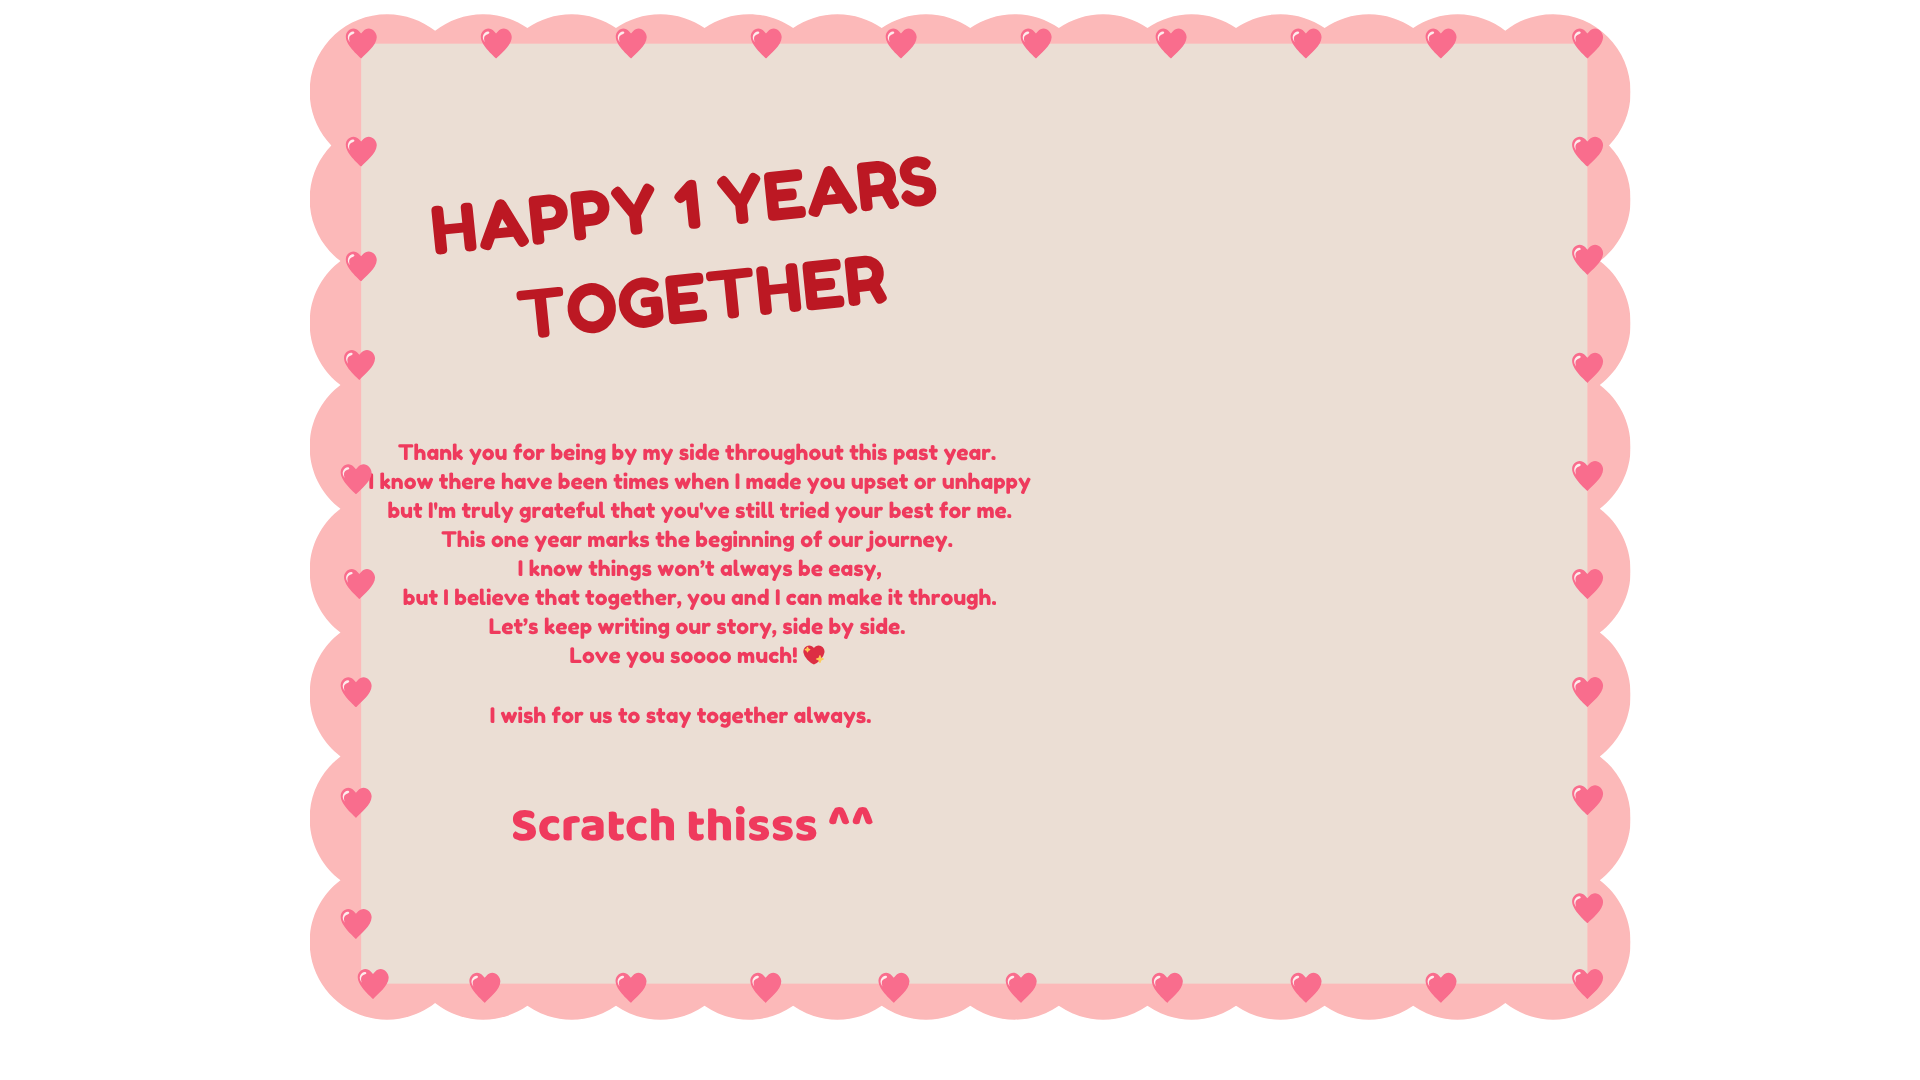 HAPPY 1 YEARS
TOGETHER
Thank you for being by my side throughout this past year.
I know there have been times when I made you upset or unhappy
but I'm truly grateful that you've still tried your best for me.
This one year marks the beginning of our journey.
I know things won’t always be easy,
but I believe that together, you and I can make it through.
Let’s keep writing our story, side by side.
Love you soooo much! 💖
I wish for us to stay together always.
Scratch thisss ^^